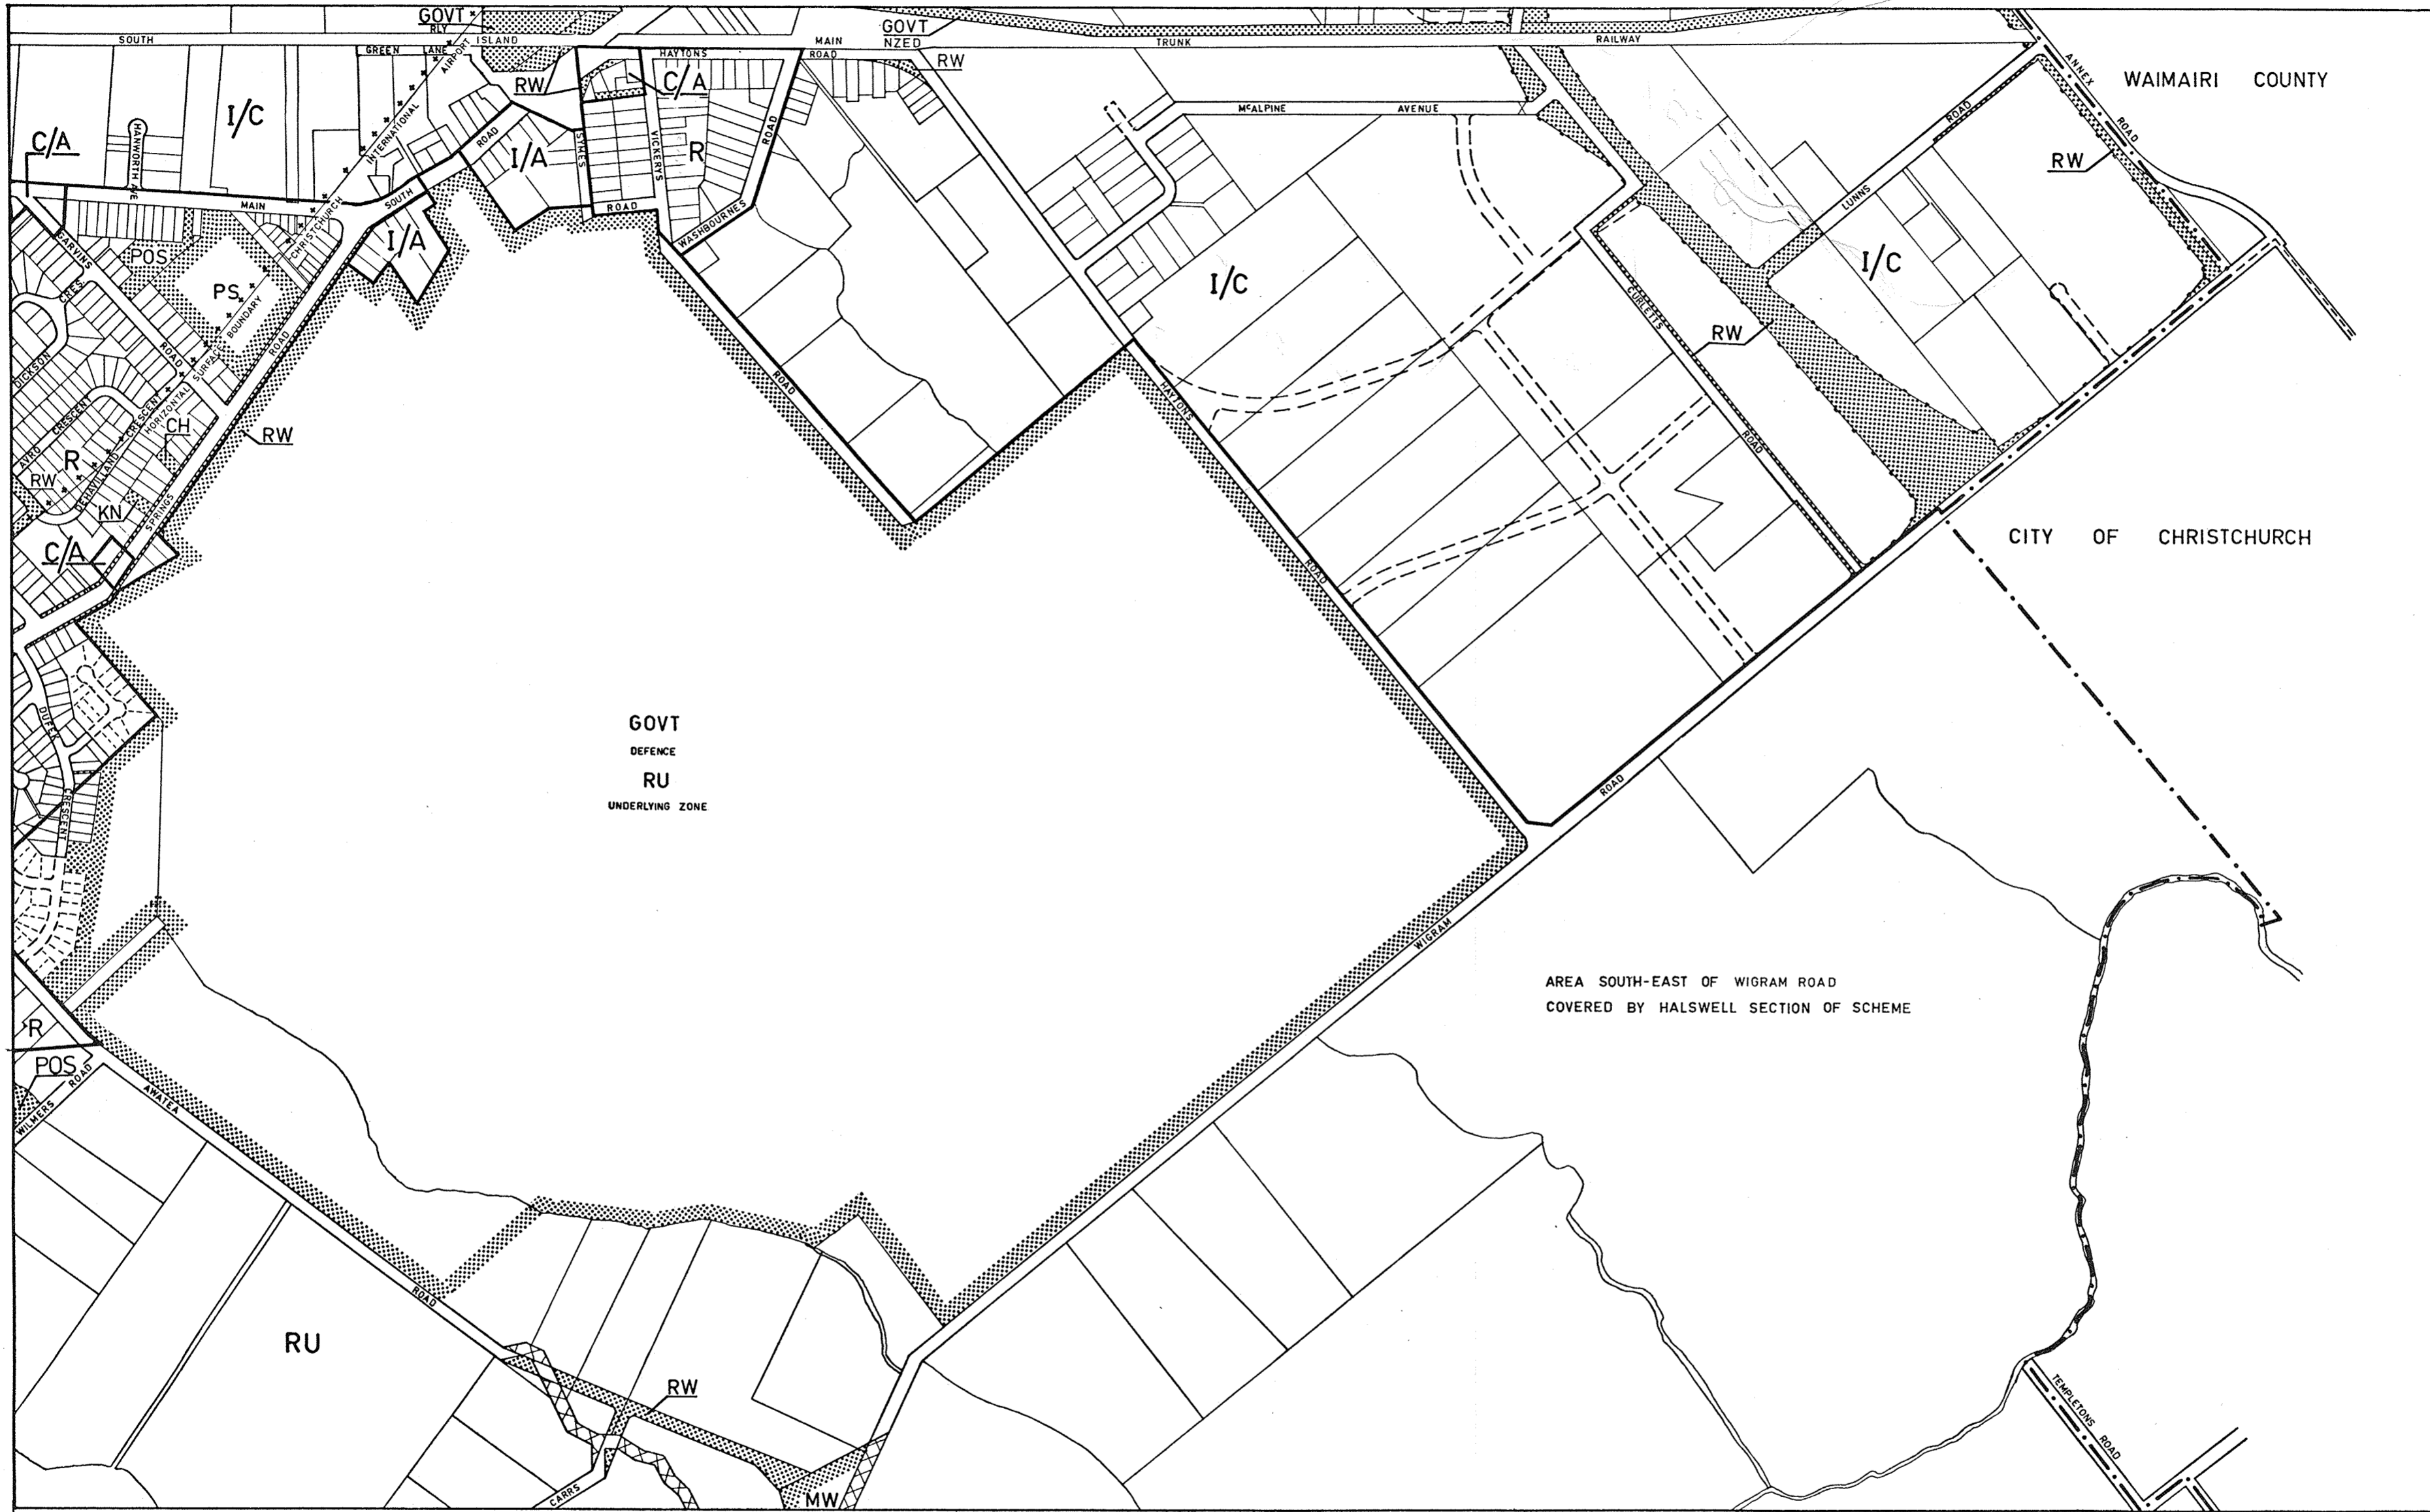 GOVT
RLY
SOUTH
ISLAND
MAIN
GOVT
NZED
TRUNK
RAILWAY
GREEN LANE
HAYTONS
ROAD
RW
RW
C/A
I/C
C/A
HANWORTH AVE
CHRISTCHURCH INTERNATIONAL AIRPORT
HORIZONTAL SURFACE BOUNDARY
MAIN
SOUTH
ROAD
ROAD
I/A
I/A
SYMES
VICKERYS
R
WASHBOURNES
ROAD
ROAD
McALPINE AVENUE
ANNEX
ROAD
WAIMAIRI COUNTY
RW
LUNNS
ROAD
I/C
I/C
CURLETTS
ROAD
RW
GARVINS
ROAD
CRES
POS
PS
DICKSON
AVRO
CRESCENT
DEHAVILLAND
CRESCENT
CH
R
RW
RW
KN
SPRINGS
ROAD
C/A
HAYTONS
ROAD
CITY OF CHRISTCHURCH
DUFEK
CRESCENT
GOVT
DEFENCE
RU
UNDERLYING ZONE
ROAD
WIGRAM
AREA SOUTH-EAST OF WIGRAM ROAD
COVERED BY HALSWELL SECTION OF SCHEME
R
POS
WILMERS ROAD
AWATEA
ROAD
RU
RW
CARRS
MW
TEMPLETONS
ROAD